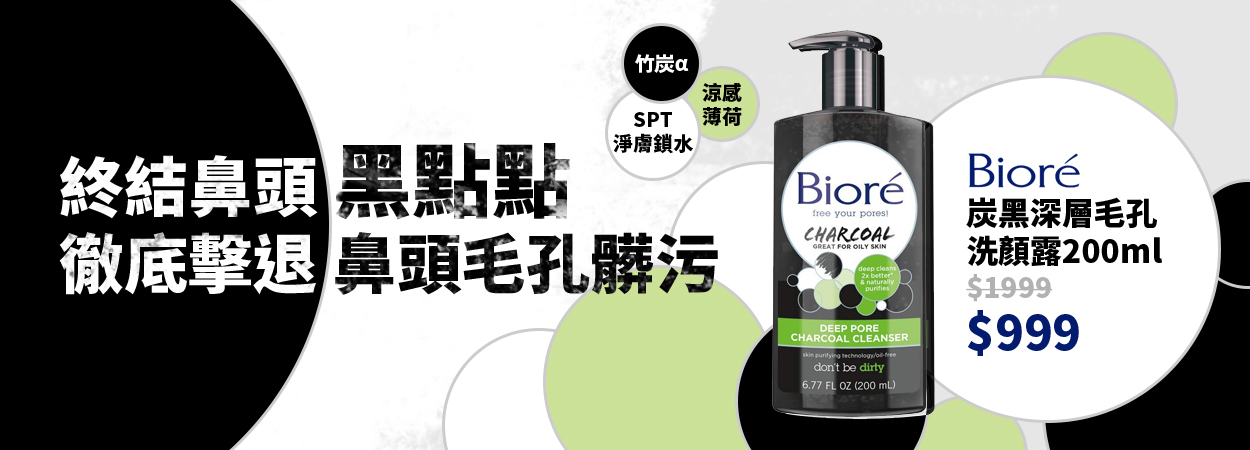 終結鼻頭黑點點
徹底擊退鼻頭毛孔髒污
竹炭α
涼感
薄荷
SPT
淨膚鎖水
Bioré
free your pores!
CHARCOAL
GREAT FOR OILY SKIN
deep cleans
2x better*
& naturally
purifies
DEEP PORE
CHARCOAL CLEANSER
skin purifying technology/oil-free
don't be dirty
6.77 FL OZ (200 mL)
Bioré
炭黑深層毛孔
洗顏露200ml
$1999
$999